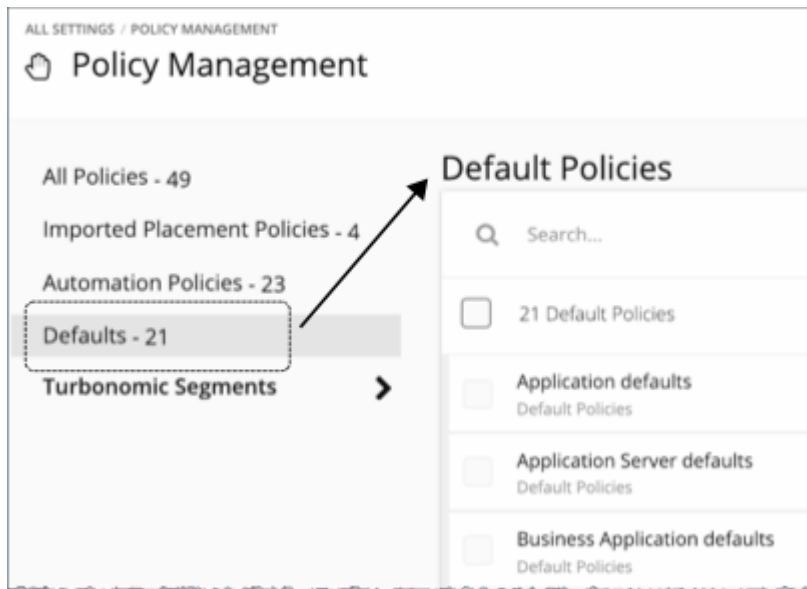 ALL SETTINGS / POLICY MANAGEMENT
Policy Management
All Policies - 49
Imported Placement Policies - 4
Automation Policies - 23
Defaults - 21
Turbonomic Segments
Default Policies
Search...
21 Default Policies
Application defaults
Default Policies
Application Server defaults
Default Policies
Business Application defaults
Default Policies